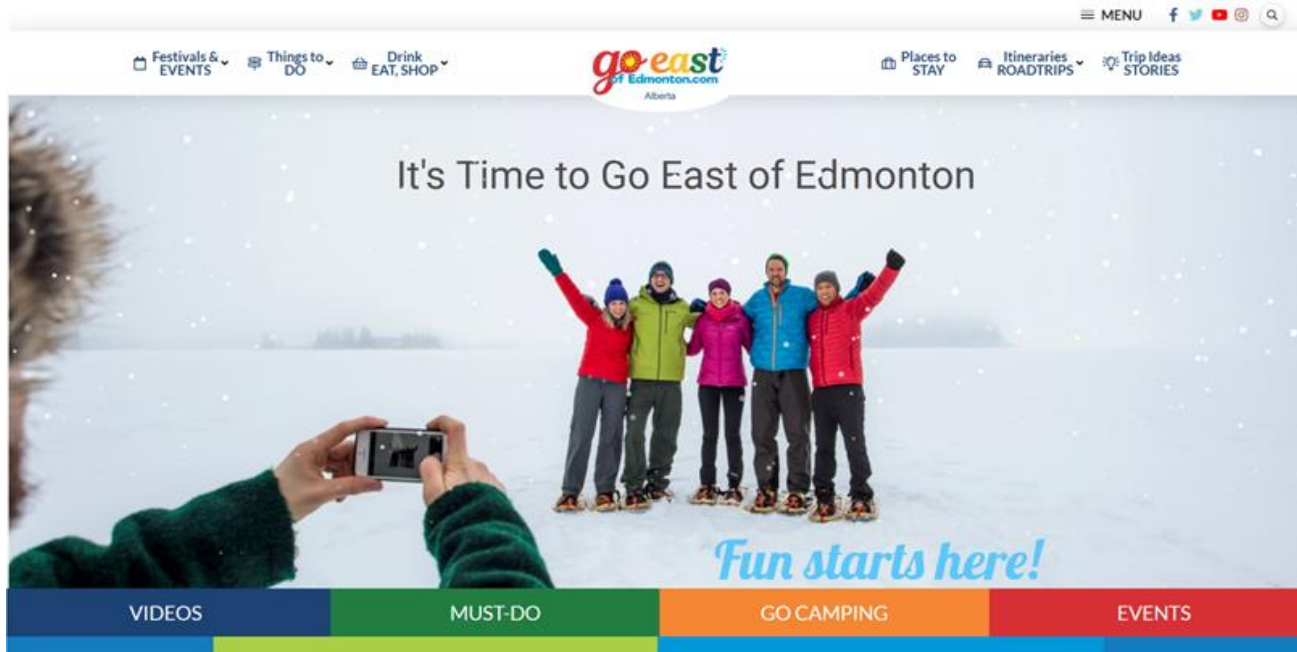 MENU
Festivals &
EVENTS
Things to
DO
Drink
EAT, SHOP
go east
of Edmonton.com
Alberta
Places to
STAY
Itineraries
ROADTRIPS
Trip Ideas
STORIES
It's Time to Go East of Edmonton
Fun starts here!
VIDEOS
MUST-DO
GO CAMPING
EVENTS